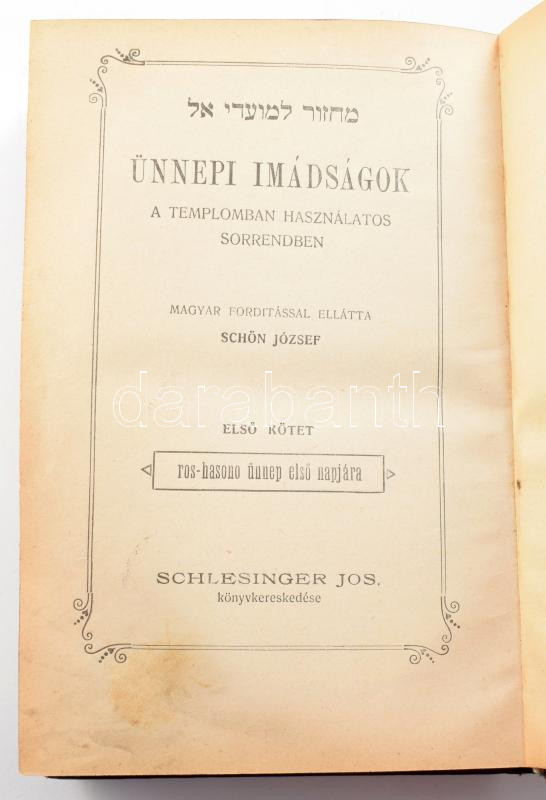 מחזור למועדי אל
ÜNNEPI IMÁDSÁGOK
A TEMPLOMBAN HASZNÁLATOS
SORRENDBEN
MAGYAR FORDITÁSSAL ELLÁTTA
SCHÖN JÓZSEF
darabanth
ELSŐ KÖTET
ros-hasono ünnep első napjára
SCHLESINGER JOS.
könyvkereskedése